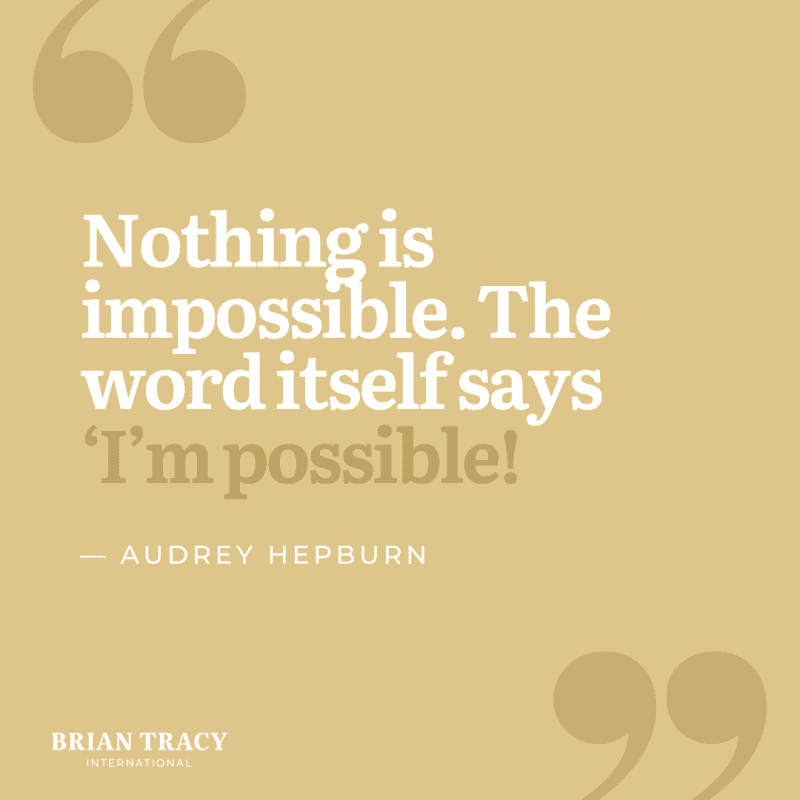 Nothing is
impossible. The
word itself says
‘I’m possible!
— AUDREY HEPBURN
BRIAN TRACY
INTERNATIONAL